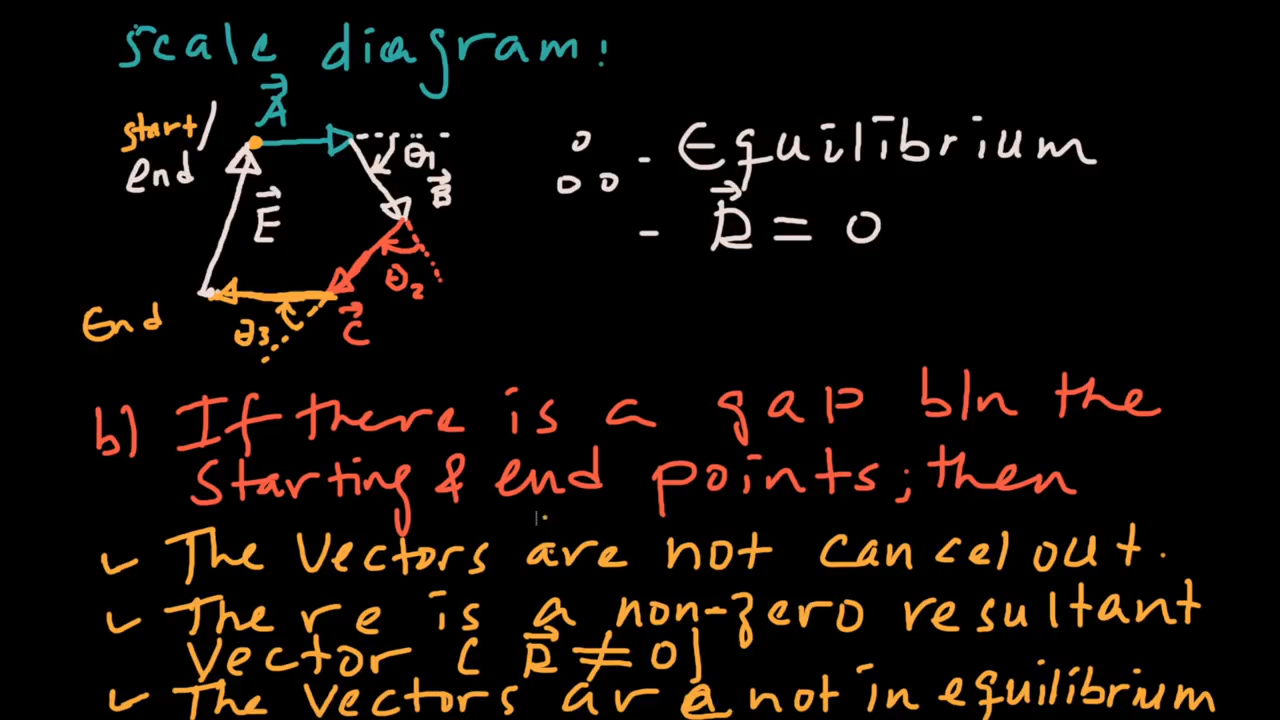 scale diagram:
A
start/
end
θ1
B
E
θ2
End
θ3
C
∴ - Equilibrium
- R = 0
b) If there is a gap b/n the
starting & end points; then
✓ The vectors are not cancel out.
✓ There is a non-zero resultant
vector ( R ≠ 0)
✓ The vectors are not in equilibrium